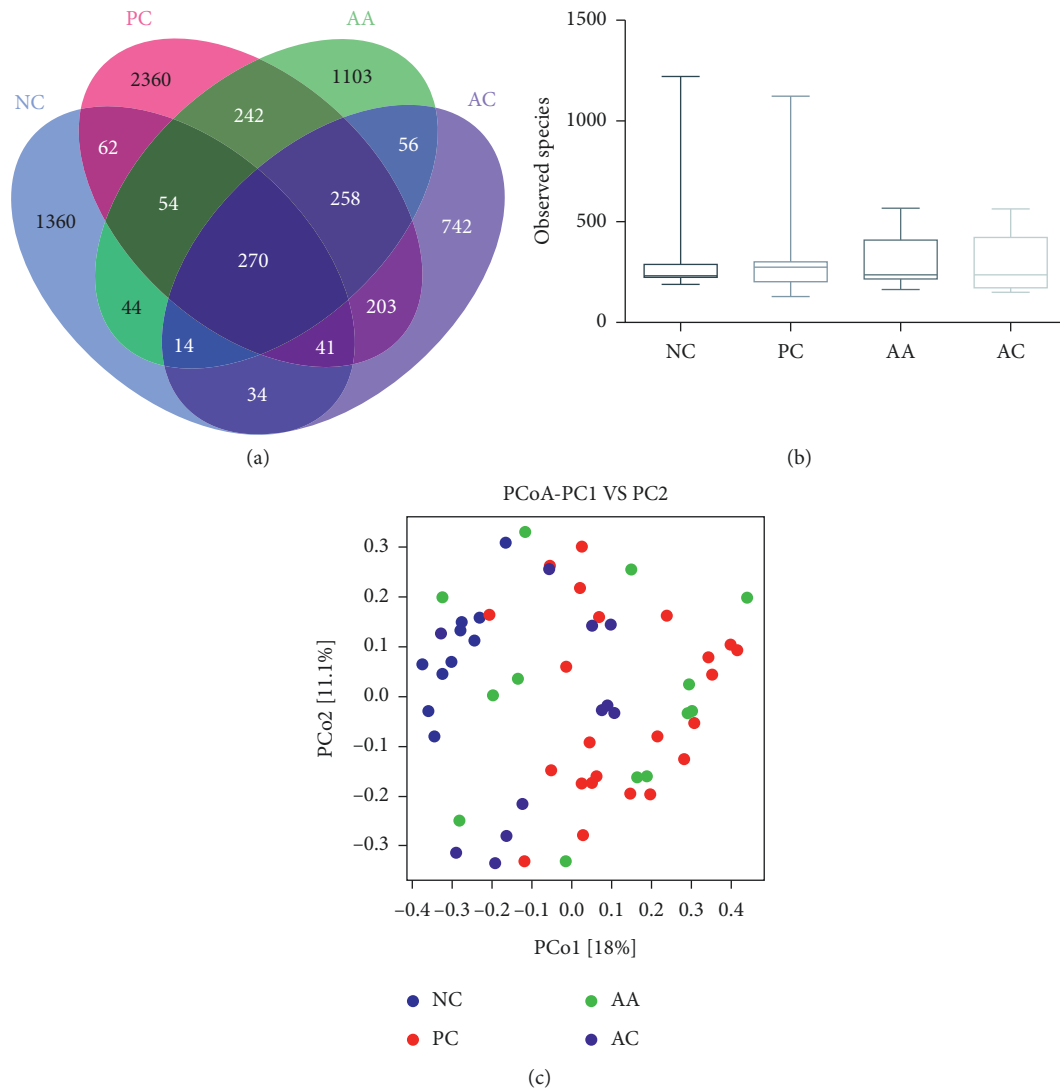 PC
AA
NC
AC
2360
1103
242
62
56
54
258
1360
742
270
44
203
14
41
34
(a)
1500
1000
500
0
Observed species
NC PC AA AC
(b)
PCoA-PC1 VS PC2
0.3
0.2
0.1
0.0
−0.1
−0.2
−0.3
PCo2 [11.1%]
−0.4 −0.3 −0.2 −0.1 0.0 0.1 0.2 0.3 0.4
PCo1 [18%]
NC AA
PC AC
(c)